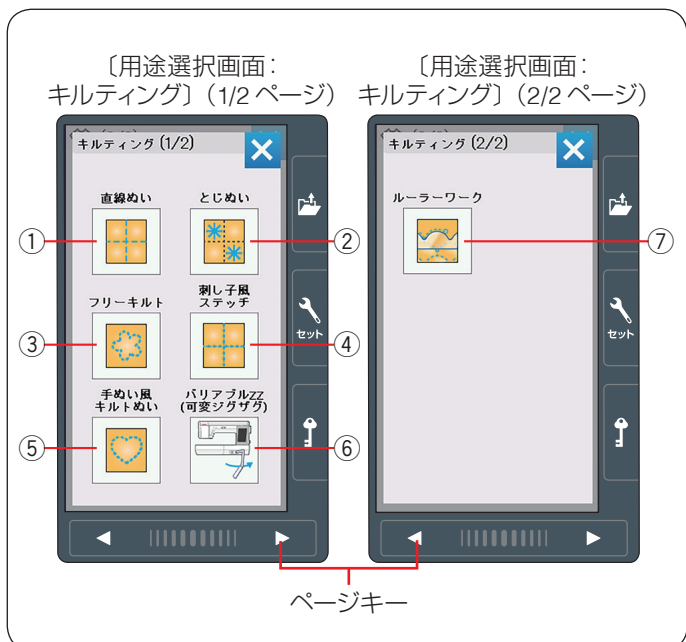 〔用途選択画面：
キルティング〕（1/2 ページ）
〔用途選択画面：
キルティング〕（2/2 ページ）
キルティング (1/2)
直線ぬい
とじぬい
①
②
フリーキルト
刺し子風
ステッチ
③
④
手ぬい風
キルトぬい
バリアブルZZ
(可変ジグザグ)
⑤
⑥
セット
キルティング (2/2)
ルーラーワーク
⑦
セット
ページキー